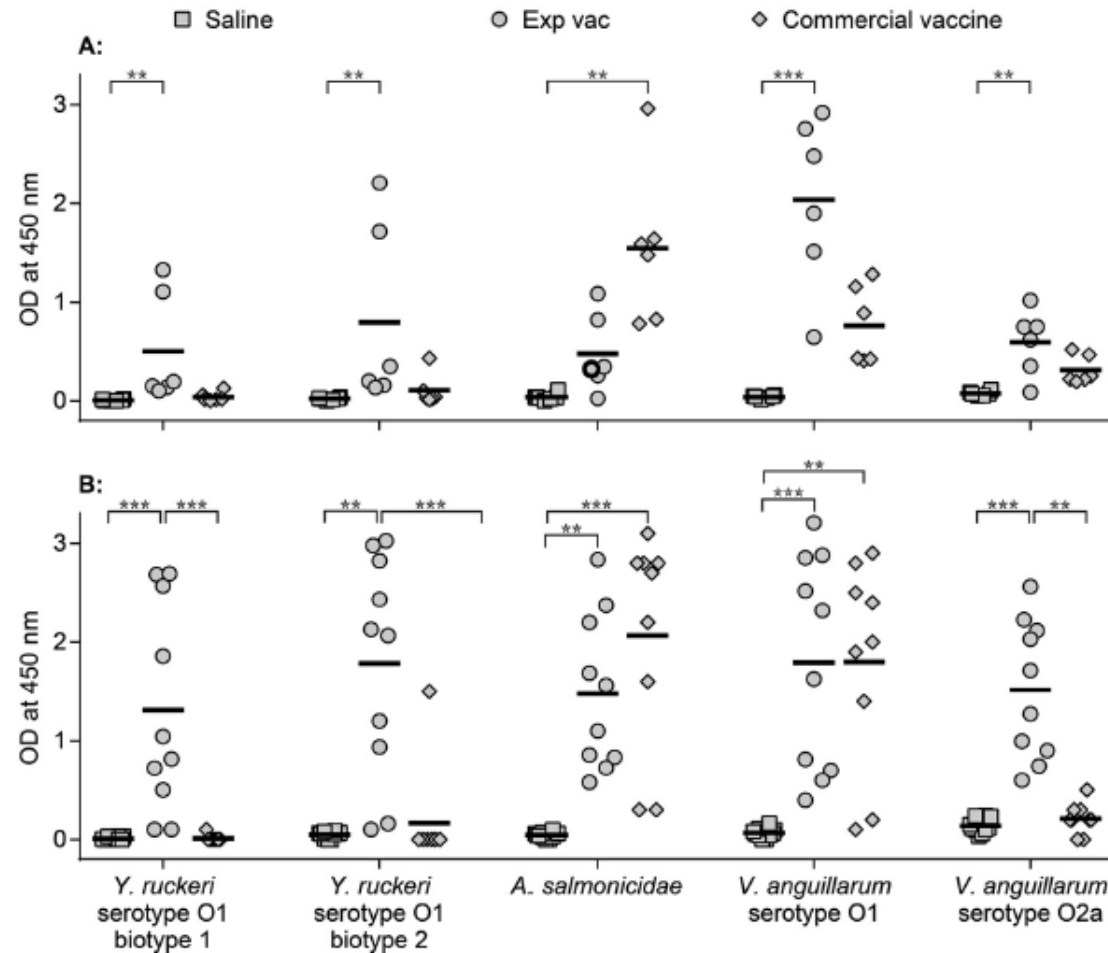 Saline Exp vac Commercial vaccine
A:
** ** ** *** **
3
2
1
0
OD at 450 nm
B:
*** *** ** *** *** ** ** *** *** **
3
2
1
0
OD at 450 nm
Y. ruckeri serotype O1 biotype 1
Y. ruckeri serotype O1 biotype 2
A. salmonicidae
V. anguillarum serotype O1
V. anguillarum serotype O2a